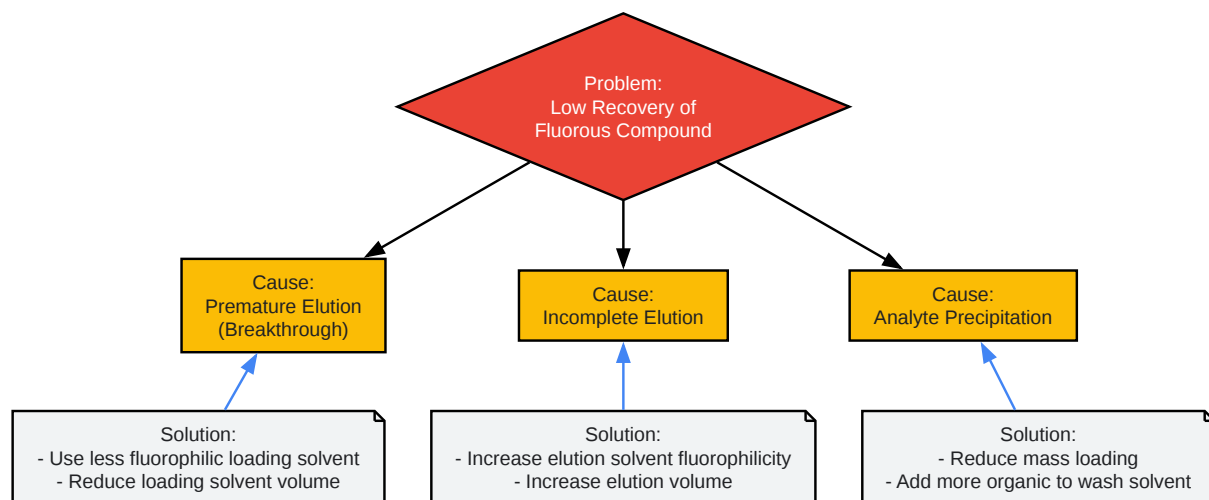 Problem:
Low Recovery of
Fluorous Compound
Cause:
Premature Elution
(Breakthrough)
Cause:
Incomplete Elution
Cause:
Analyte Precipitation
Solution:
- Use less fluorophilic loading solvent
- Reduce loading solvent volume
Solution:
- Increase elution solvent fluorophilicity
- Increase elution volume
Solution:
- Reduce mass loading
- Add more organic to wash solvent